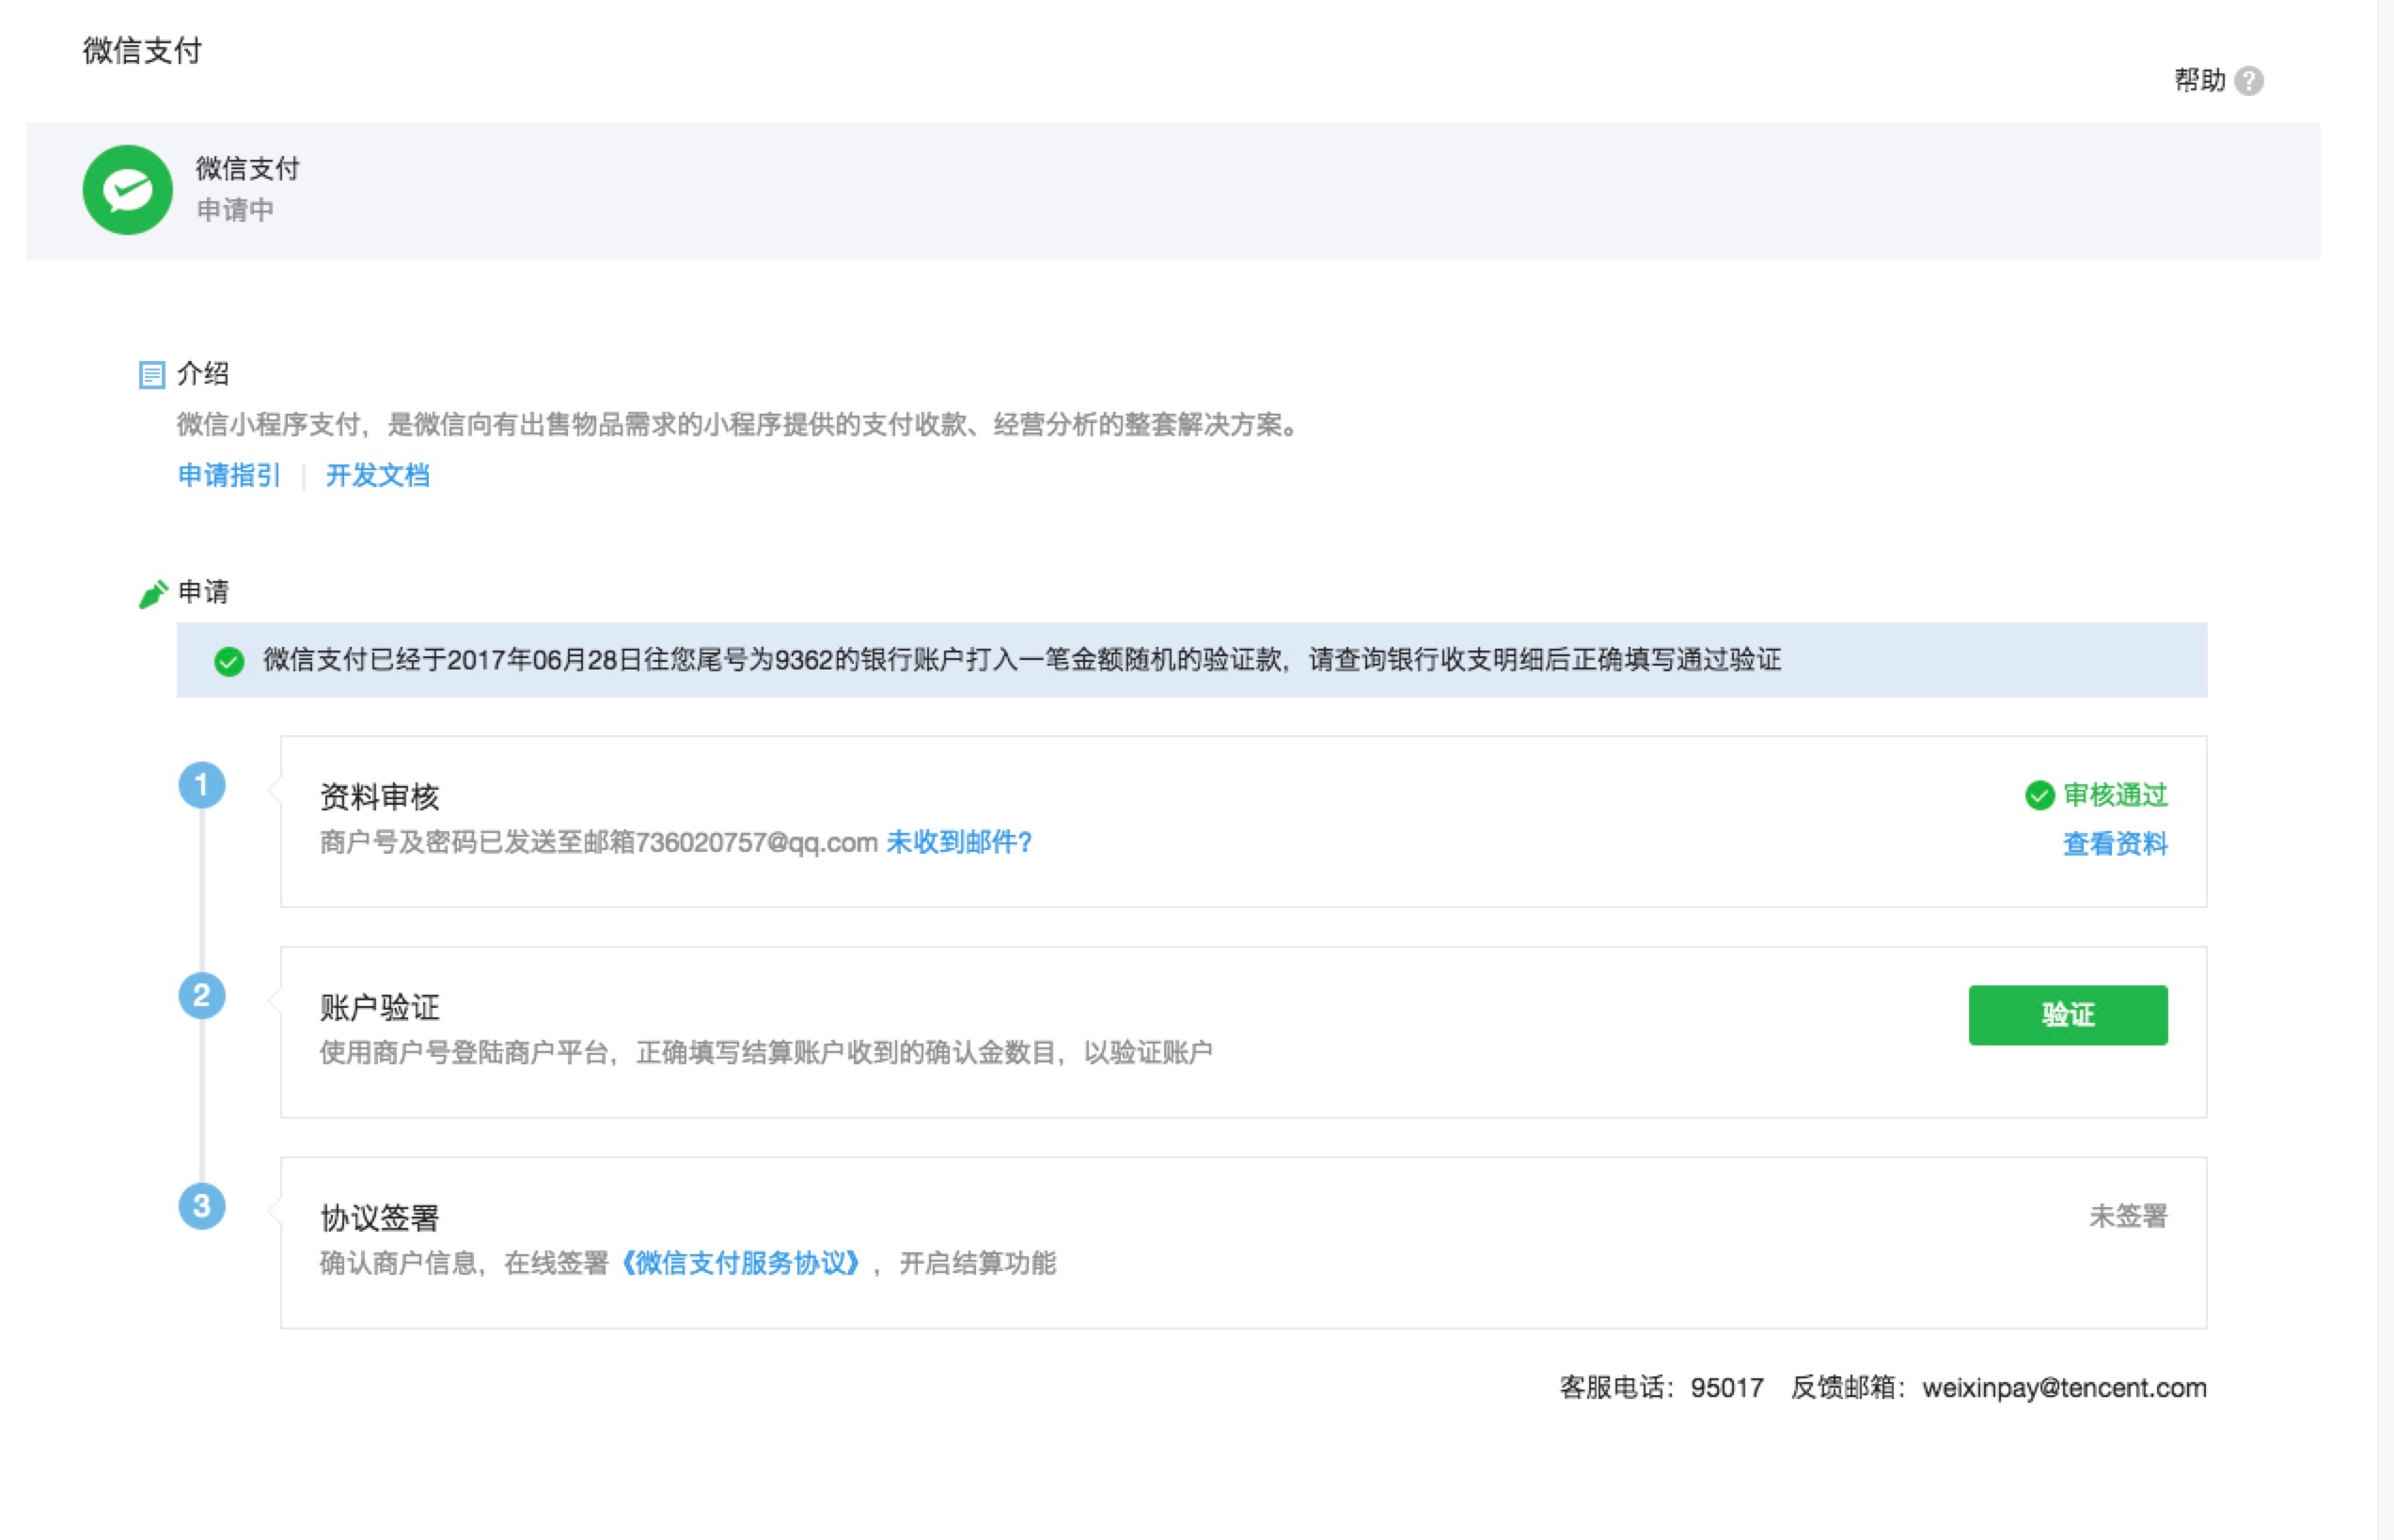 微信支付
帮助 ?
微信支付
申请中
介绍
微信小程序支付，是微信向有出售物品需求的小程序提供的支付收款、经营分析的整套解决方案。
申请指引 | 开发文档
申请
微信支付已经于2017年06月28日往您尾号为9362的银行账户打入一笔金额随机的验证款，请查询银行收支明细后正确填写通过验证
1
资料审核
审核通过
商户号及密码已发送至邮箱736020757@qq.com 未收到邮件?
查看资料
2
账户验证
验证
使用商户号登陆商户平台，正确填写结算账户收到的确认金数目，以验证账户
3
协议签署
未签署
确认商户信息，在线签署《微信支付服务协议》，开启结算功能
客服电话：95017 反馈邮箱：weixinpay@tencent.com